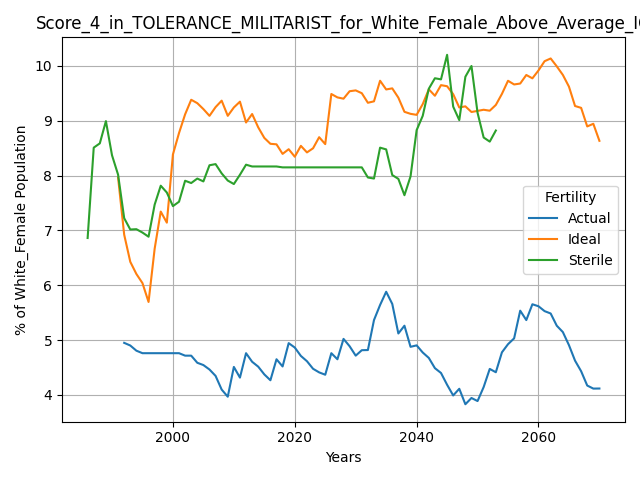 Score_4_in_TOLERANCE_MILITARIST_for_White_Female_Above_Average_I
% of White_Female Population
10
9
8
7
6
5
4
Fertility
Actual
Ideal
Sterile
2000 2020 2040 2060
Years